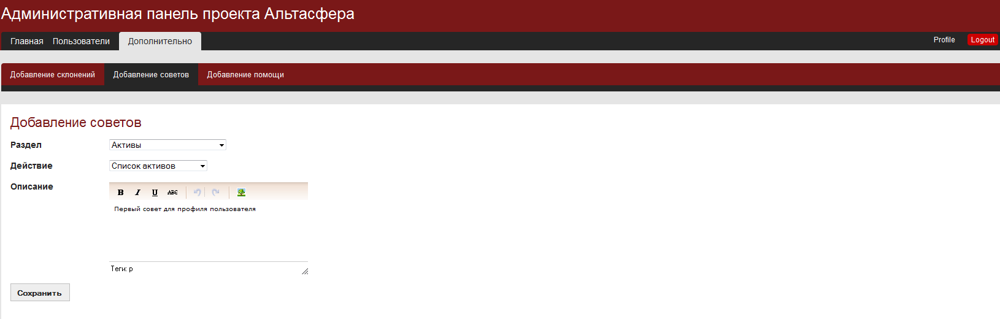 Административная панель проекта Альтасфера
Главная Пользователи Дополнительно Profile Logout
Добавление склонений Добавление советов Добавление помощи
Добавление советов
Раздел Активы
Действие Список активов
Описание
B I U ABC
Первый совет для профиля пользователя
Теги: p
Сохранить